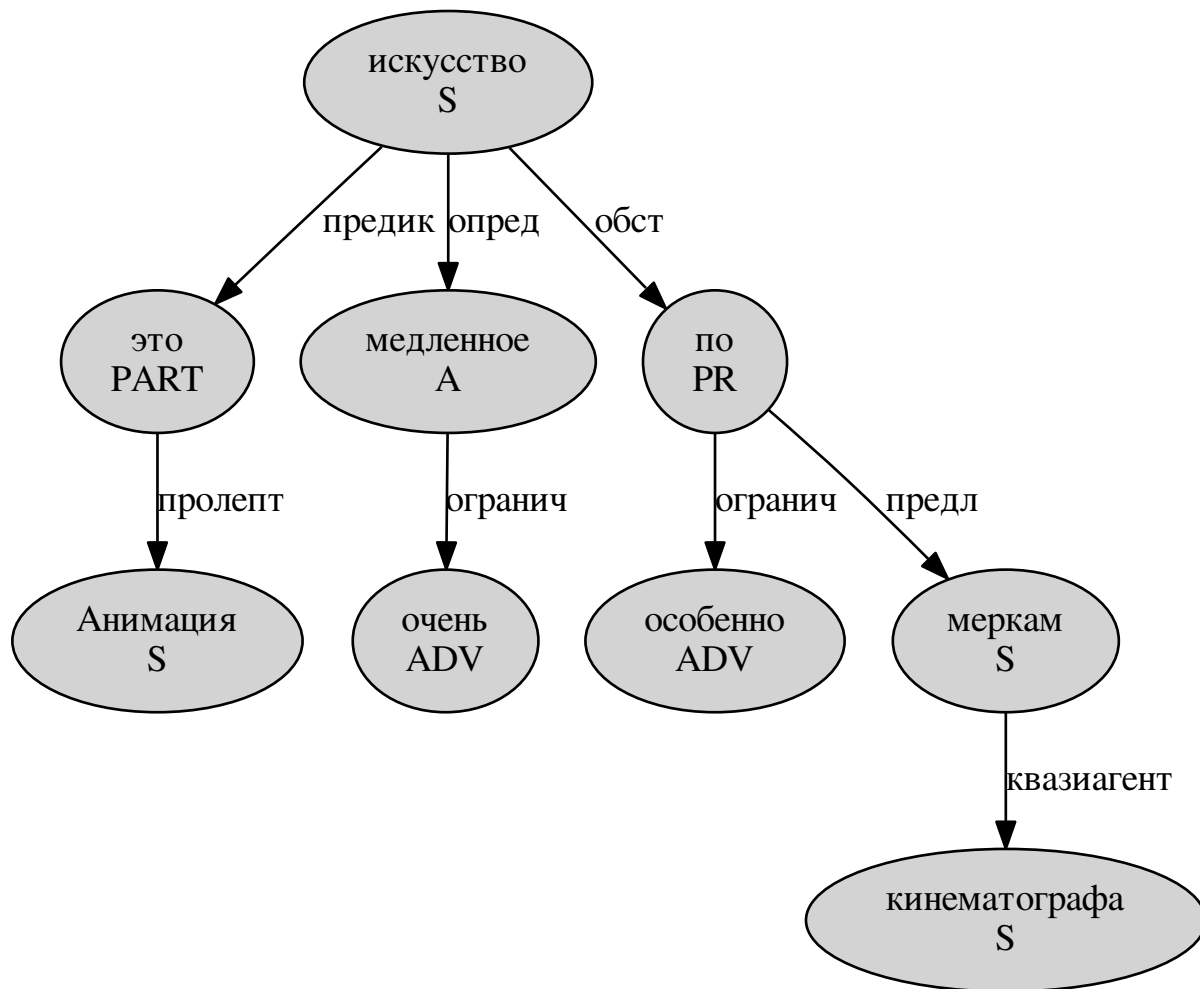 искусство
S
предик
опред
обст
это
PART
медленное
A
по
PR
пролепт
огранич
огранич
предл
Анимация
S
очень
ADV
особенно
ADV
меркам
S
квазиагент
кинематографа
S